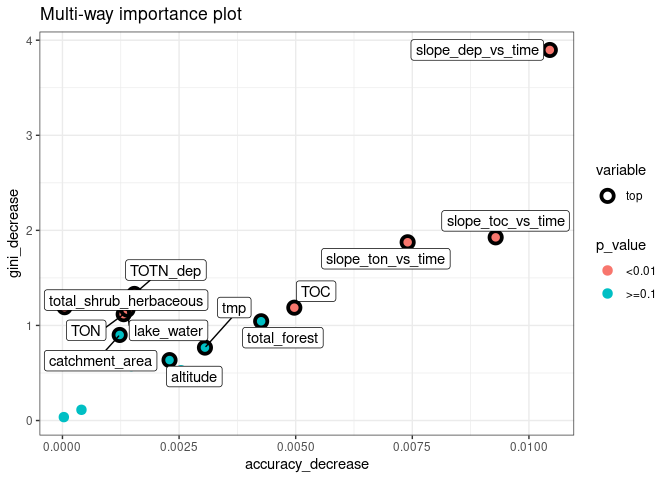 Multi-way importance plot
4
3
2
1
0
gini_decrease
slope_dep_vs_time
slope_toc_vs_time
slope_ton_vs_time
TOTN_dep
TOC
total_shrub_herbaceous
tmp
TON
lake_water
total_forest
catchment_area
altitude
0.0000
0.0025
0.0050
0.0075
0.0100
accuracy_decrease
variable
top
p_value
<0.01
>=0.1